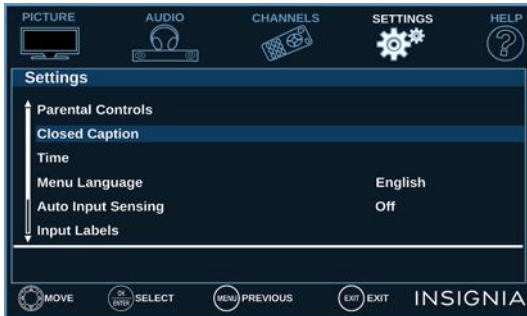 PICTURE AUDIO CHANNELS SETTINGS HELP
?
Settings
Parental Controls
Closed Caption
Time
Menu Language English
Auto Input Sensing Off
Input Labels
MOVE OK ENTER SELECT MENU PREVIOUS EXIT EXIT INSIGNIA